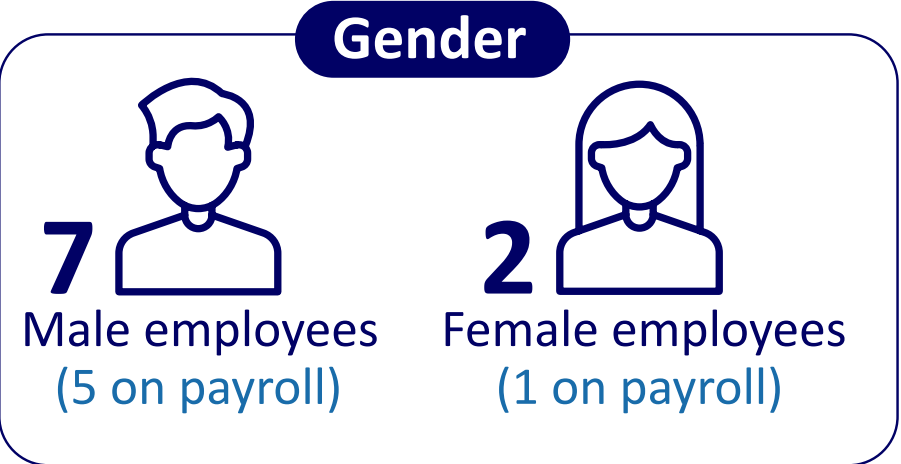 Gender
7
Male employees
(5 on payroll)
2
Female employees
(1 on payroll)